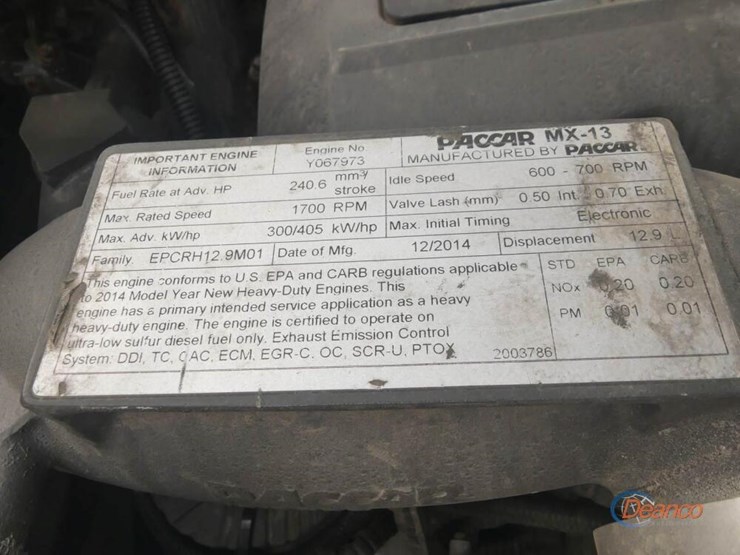 IMPORTANT ENGINE INFORMATION
Engine No. Y067973
PACCAR MX-13
MANUFACTURED BY PACCAR
Fuel Rate at Adv. HP 240.6 mm³ stroke
Idle Speed 600 - 700 RPM
Max. Rated Speed 1700 RPM
Valve Lash (mm) 0.50 Int. 0.70 Exh.
Max. Adv. kW/hp 300/405 kW/hp
Max. Initial Timing Electronic
Family. EPCRH12.9M01
Date of Mfg. 12/2014
Displacement 12.9 L
This engine conforms to U.S. EPA and CARB regulations applicable
to 2014 Model Year New Heavy-Duty Engines. This
engine has a primary intended service application as a heavy
heavy-duty engine. The engine is certified to operate on
ultra-low sulfur diesel fuel only. Exhaust Emission Control
System: DDI, TC, CAC, ECM, EGR-C, OC, SCR-U, PTOX
STD EPA CARB
NOx 0.20 0.20
PM 0.01 0.01
2003786
PACCAR
Deanco